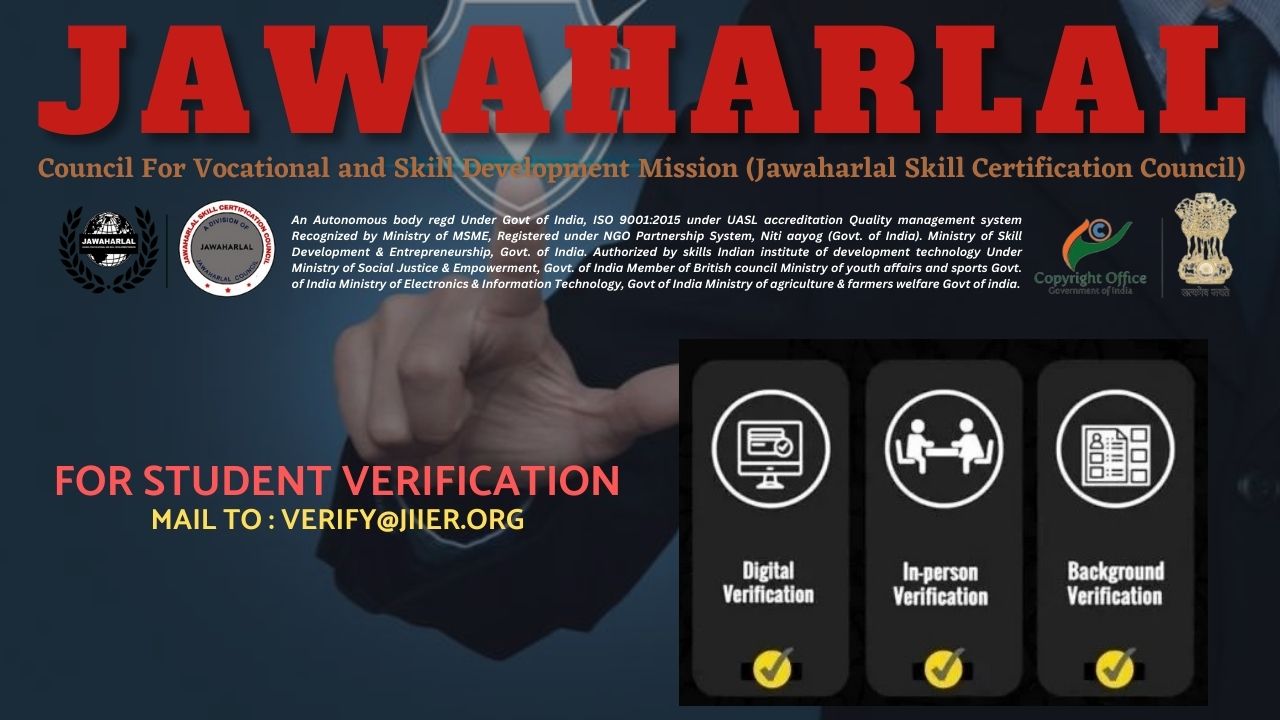 JAWAHARLAL
Council For Vocational and Skill Development Mission (Jawaharlal Skill Certification Council)
An Autonomous body regd Under Govt of India, ISO 9001:2015 under UASL accreditation Quality management system
Recognized by Ministry of MSME, Registered under NGO Partnership System, Niti aayog (Govt. of India). Ministry of Skill
Development & Entrepreneurship, Govt. of India. Authorized by skills Indian institute of development technology Under
Ministry of Social Justice & Empowerment, Govt. of India Member of British council Ministry of youth affairs and sports Govt.
of India Ministry of Electronics & Information Technology, Govt of India Ministry of agriculture & farmers welfare Govt of india.
JAWAHARLAL
JAWAHARLAL SKILL CERTIFICATION COUNCIL
A DIVISION OF
JAWAHARLAL
JAWAHARLAL COUNCIL
C
Copyright Office
Government of India
सत्यमेव जयते
FOR STUDENT VERIFICATION
MAIL TO : VERIFY@JIIER.ORG
Digital
Verification
In-person
Verification
Background
Verification